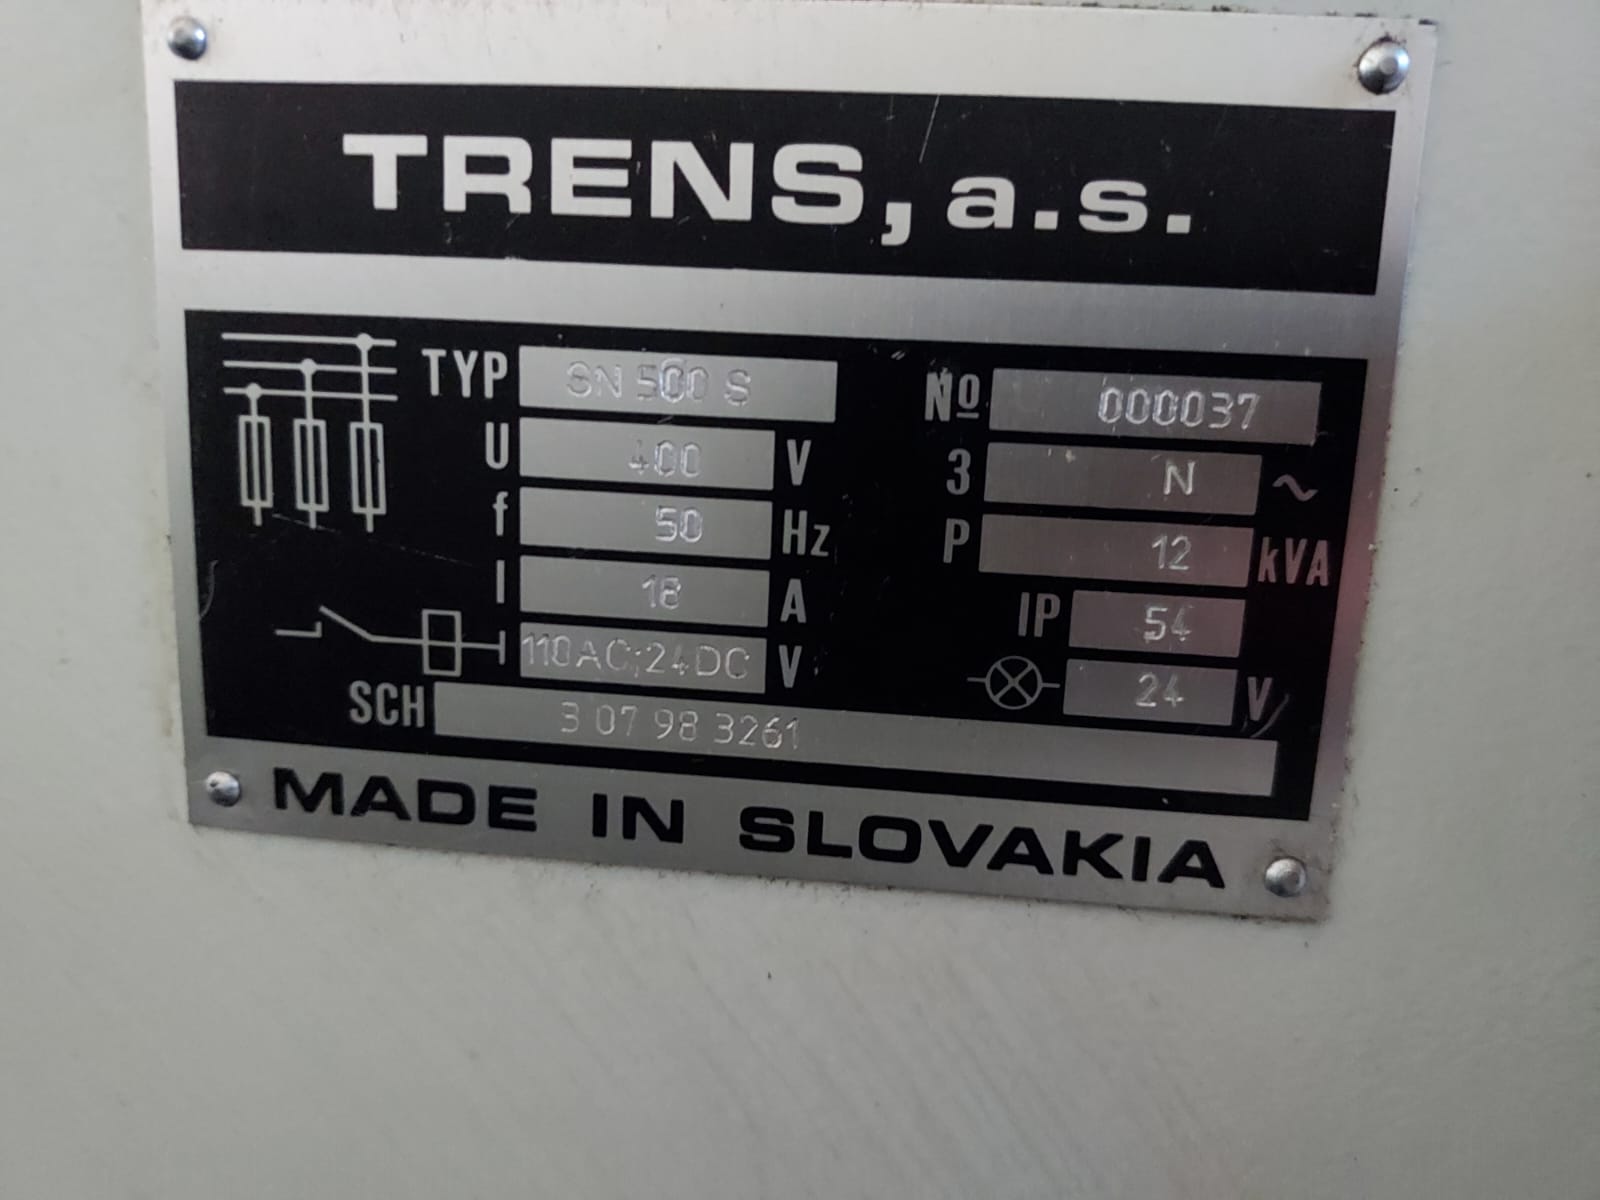 TRENS, a.s.
TYP SN 500 S Nº 000037
U 400 V 3 N ~
f 50 Hz P 12 kVA
I 18 A IP 54
110AC;24DC V 24 V
SCH 3 07 98 3261
MADE IN SLOVAKIA